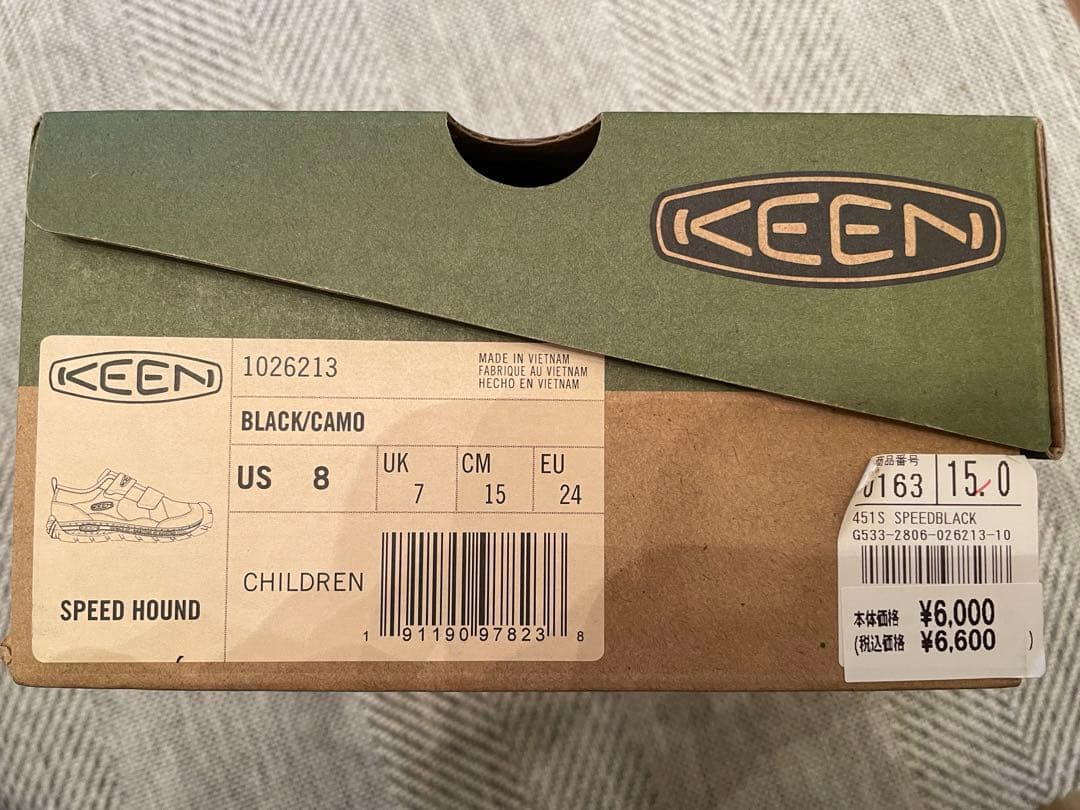 KEEN
KEEN
1026213
MADE IN VIETNAM
FABRIQUE AU VIETNAM
HECHO EN VIETNAM
BLACK/CAMO
US 8
UK 7
CM 15
EU 24
CHILDREN
SPEED HOUND
1 91190 97823 8
商品番号
0163
15.0
451S SPEEDBLACK
G533-2806-026213-10
本体価格 ¥6,000
(税込価格 ¥6,600)